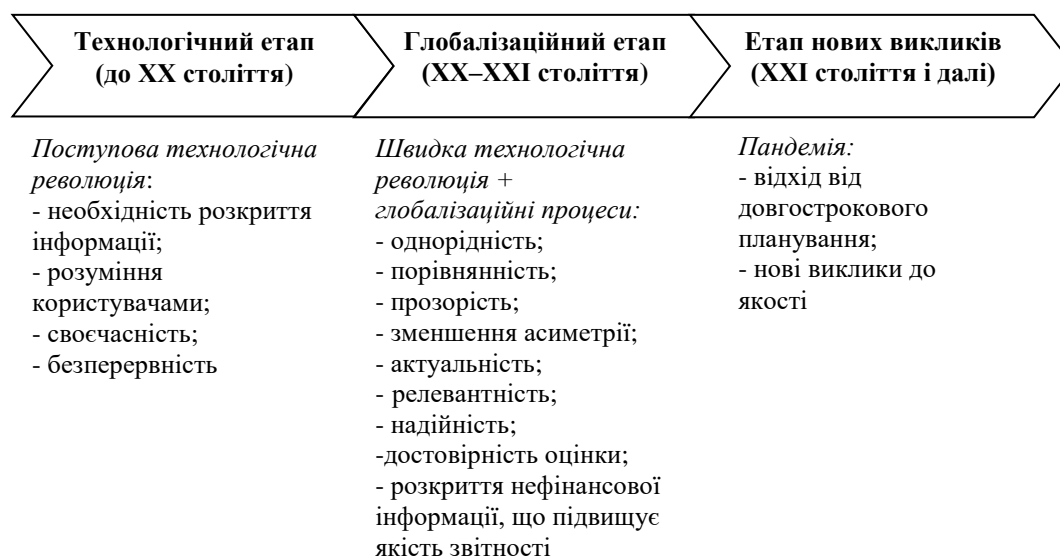 Технологічний етап
(до ХХ століття)
Глобалізаційний етап
(ХХ–ХХІ століття)
Етап нових викликів
(ХХІ століття і далі)
Поступова технологічна
революція:
- необхідність розкриття
інформації;
- розуміння
користувачами;
- своєчасність;
- безперервність
Швидка технологічна
революція +
глобалізаційні процеси:
- однорідність;
- порівнянність;
- прозорість;
- зменшення асиметрії;
- актуальність;
- релевантність;
- надійність;
-достовірність оцінки;
- розкриття нефінансової
інформації, що підвищує
якість звітності
Пандемія:
- відхід від
довгострокового
планування;
- нові виклики до
якості